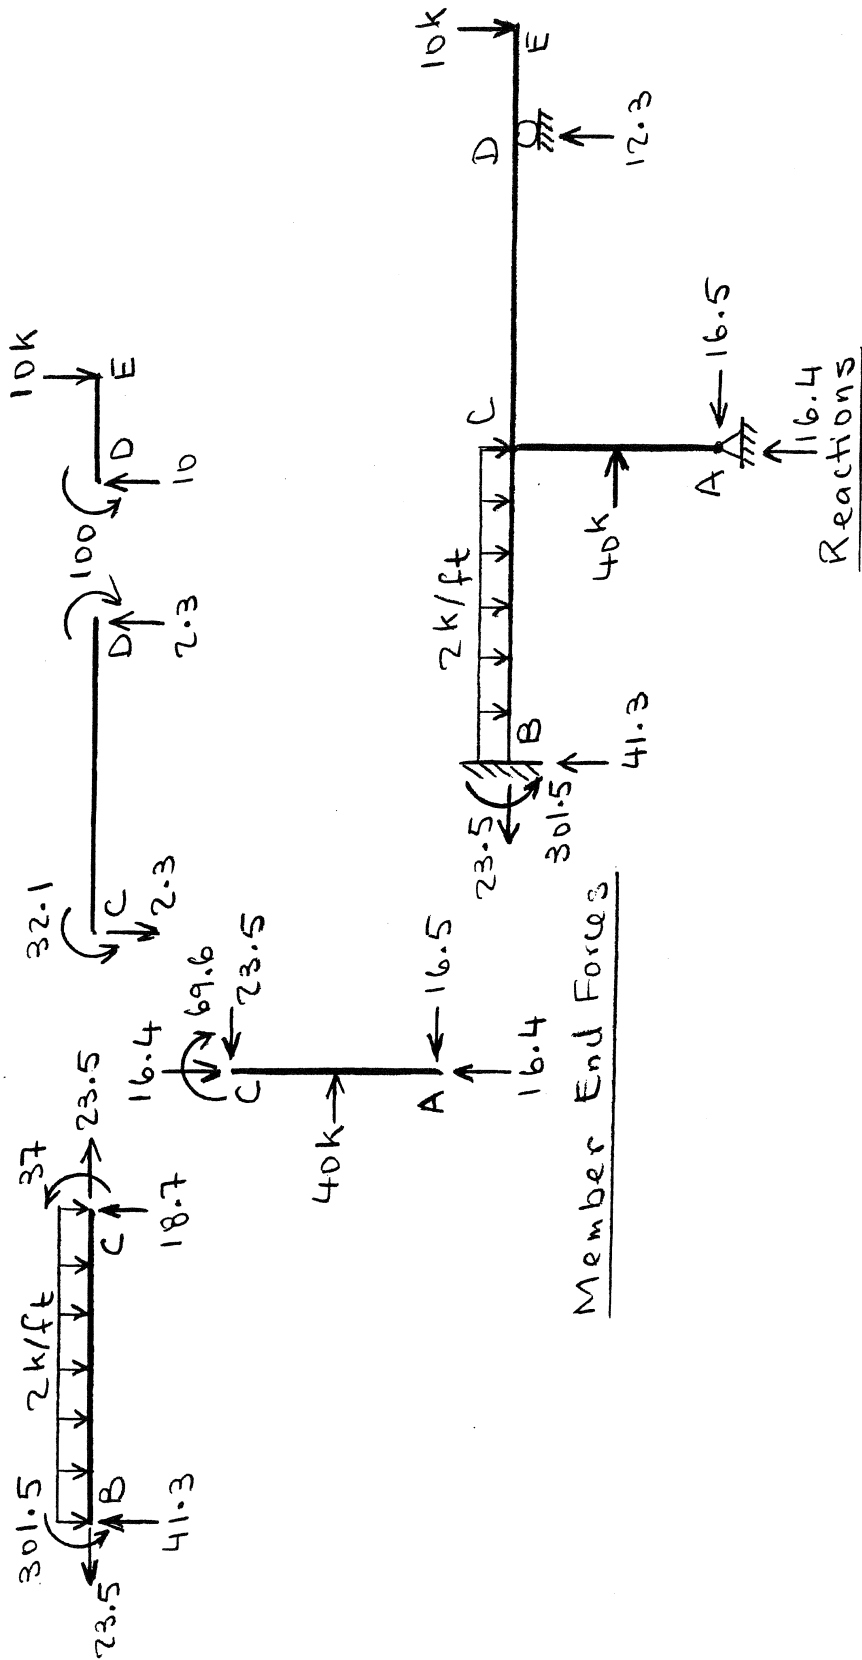 301.5
2k/ft
37
23.5
B
C
23.5
41.3
18.7
16.4
69.6
C
23.5
40k
A
16.5
16.4
32.1
C
2.3
100
D
2.3
10k
D
E
10
Member End Forces
2k/ft
C
D
10k
E
23.5
B
301.5
41.3
40k
A
16.5
12.3
16.4
Reactions